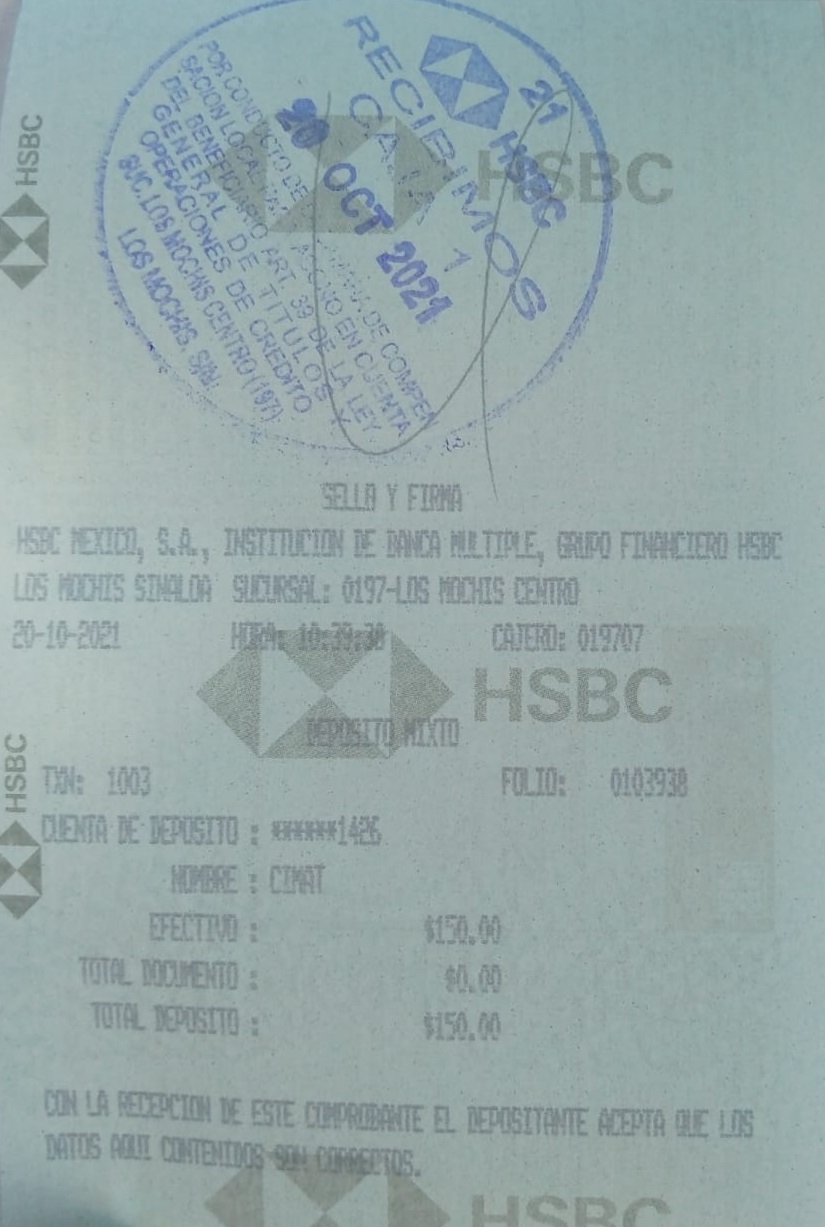 HSBC
21 HSBC
RECIBIMOS
CAJA 1
20 OCT 2021
POR CONDUCTO DE CAMARA DE COMPEN
SACION LOCAL PARA ABONO EN CUENTA
DEL BENEFICIARIO ART. 39 DE LA LEY
GENERAL DE TITULOS Y
OPERACIONES DE CREDITO
SUC. LOS MOCHIS CENTRO (197)
LOS MOCHIS, SIN.
HSBC
SELLO Y FIRMA
HSBC MEXICO, S.A., INSTITUCION DE BANCA MULTIPLE, GRUPO FINANCIERO HSBC
LOS MOCHIS SINALOA SUCURSAL: 0197-LOS MOCHIS CENTRO
20-10-2021 HORA: 10:39:30 CAJERO: 019707
HSBC
DEPOSITO MIXTO
HSBC
TXN: 1003 FOLIO: 0103938
CUENTA DE DEPOSITO : ******1426
NOMBRE : CIMAT
EFECTIVO : $150.00
TOTAL DOCUMENTO : $0.00
TOTAL DEPOSITO : $150.00
CON LA RECEPCION DE ESTE COMPROBANTE EL DEPOSITANTE ACEPTA QUE LOS
DATOS AQUI CONTENIDOS SON CORRECTOS.
HSBC